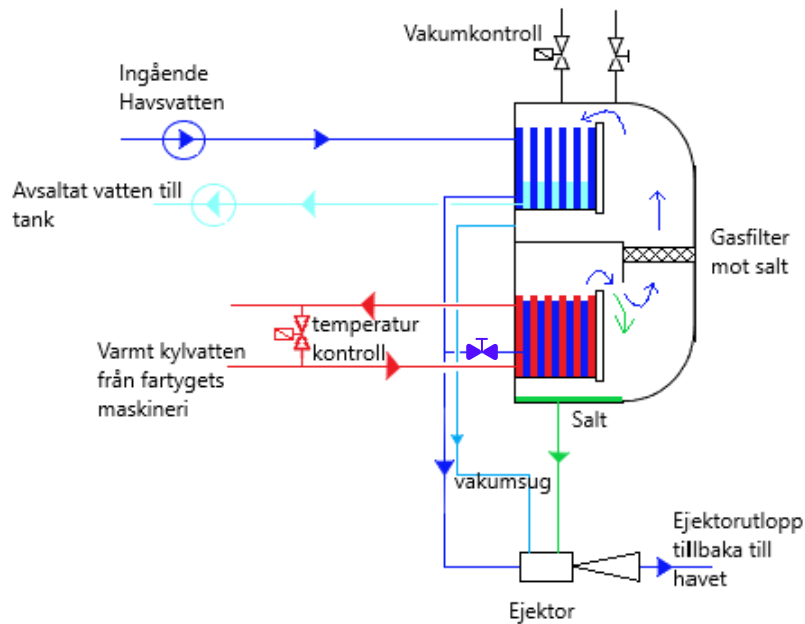 Vakumkontroll
Ingående
Havsvatten
Avsaltat vatten till
tank
Gasfilter
mot salt
temperatur
kontroll
Varmt kylvatten
från fartygets
maskineri
Salt
vakumsug
Ejektorutlopp
tillbaka till
havet
Ejektor